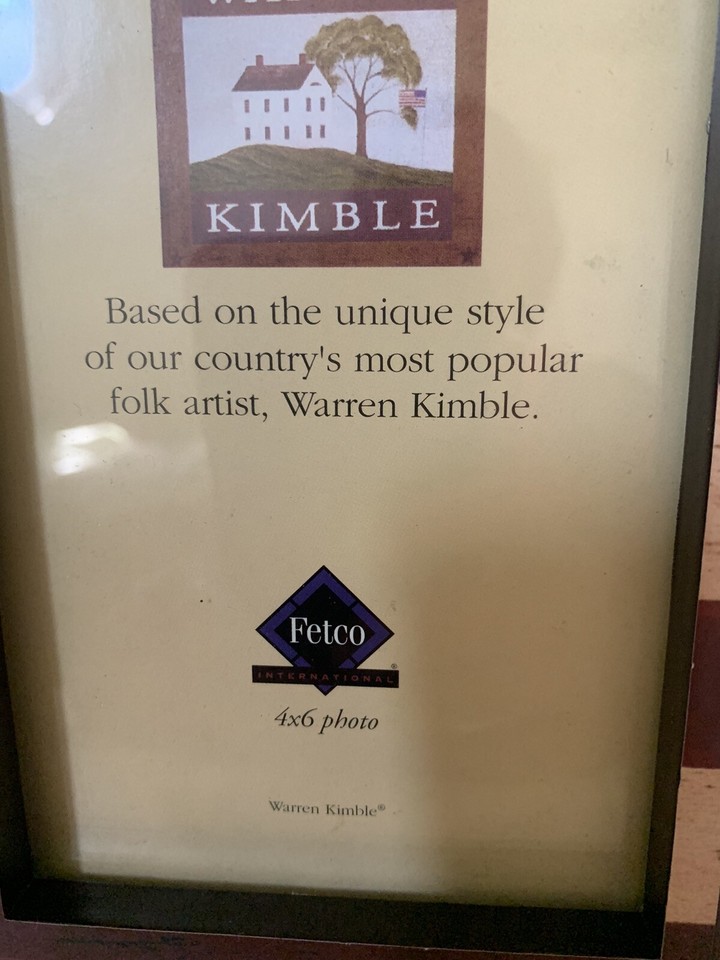 KIMBLE
Based on the unique style
of our country's most popular
folk artist, Warren Kimble.
Fetco
INTERNATIONAL ®
4x6 photo
Warren Kimble®